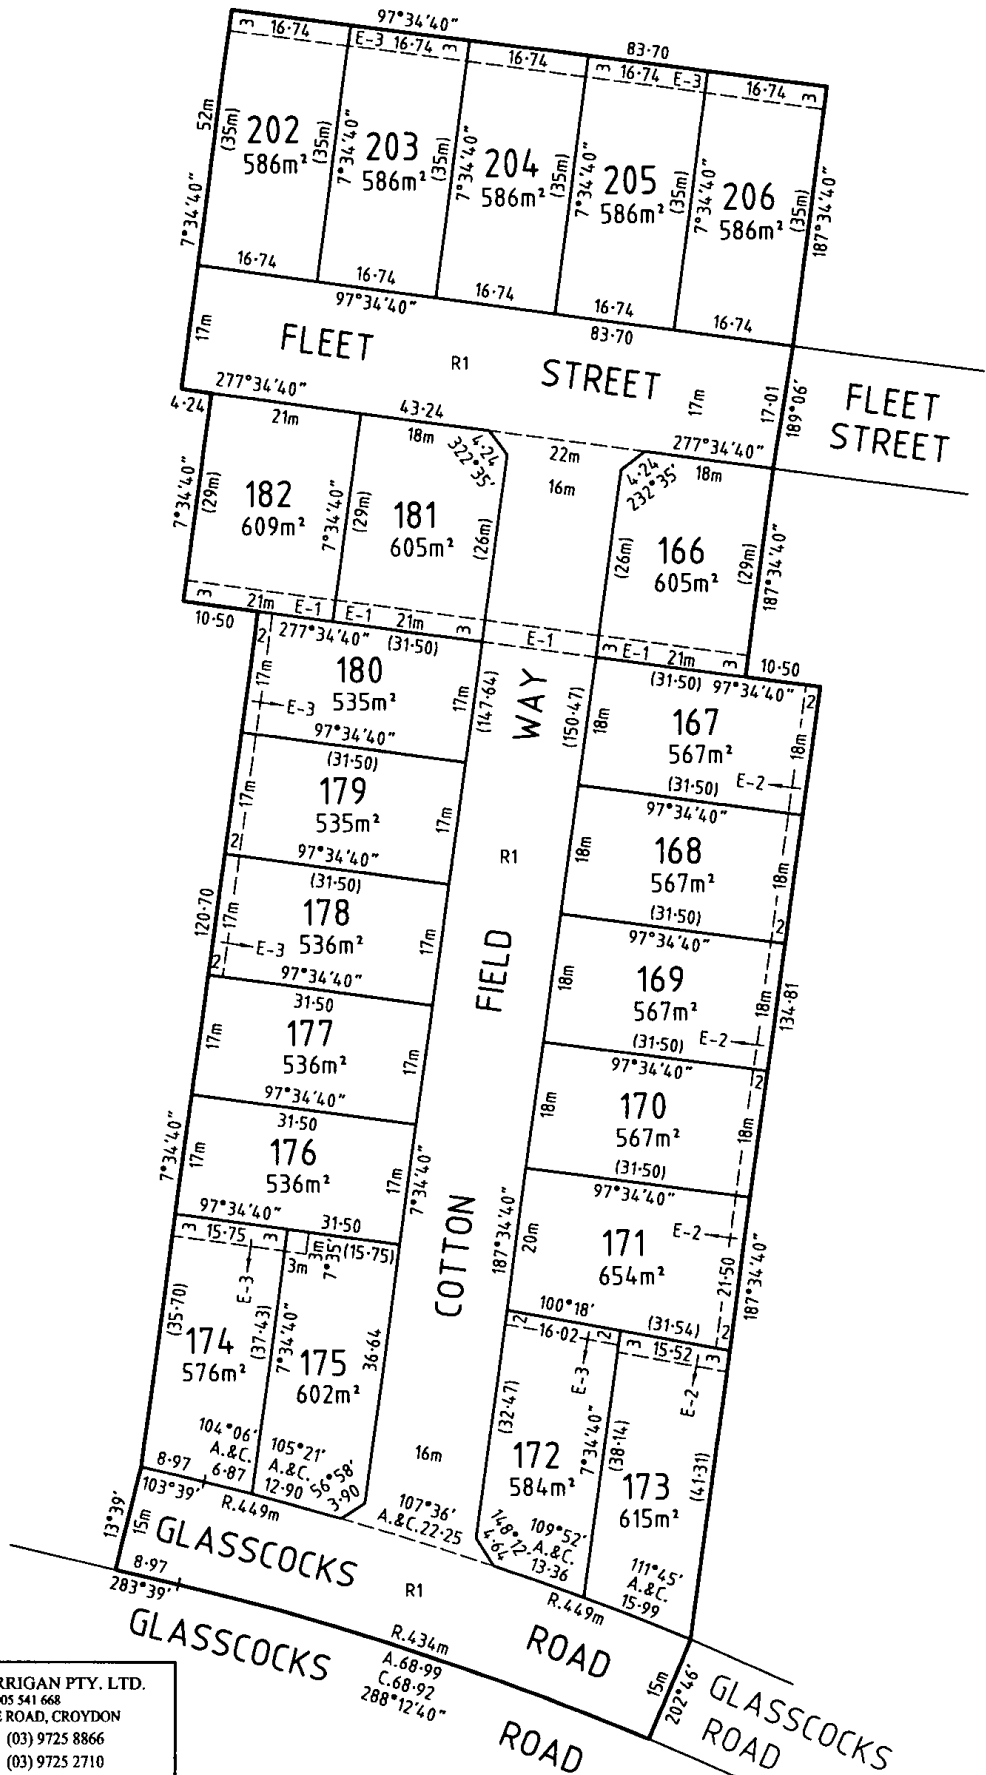 97°34'40"
83·70
3 16·74
E-3 16·74 3
16·74
3 16·74 E-3
16·74 3
52m
(35m)
202
586m²
(35m)
7°34'40"
203
586m²
(35m)
7°34'40"
204
586m²
(35m)
7°34'40"
205
586m²
(35m)
7°34'40"
206
586m²
(35m)
187°34'40"
7°34'40"
16·74
16·74
16·74
16·74
16·74
97°34'40"
83·70
17m
FLEET
R1
STREET
17m
17·01
189°06'
FLEET
STREET
277°34'40"
4·24
21m
43·24
18m
4·24
322°35'
22m
16m
277°34'40"
4·24
232°35'
18m
7°34'40"
(29m)
182
609m²
7°34'40"
(29m)
181
605m²
(26m)
(26m)
166
605m²
(29m)
187°34'40"
3
21m
E-1
E-1
21m
3
E-1
3 E-1 21m 3
10·50
10·50
277°34'40" (31·50)
2
17m
180
535m²
17m
E-3
97°34'40"
(147·64)
WAY
(150·47)
(31·50) 97°34'40"
2
18m
167
567m²
18m
E-2
(31·50)
97°34'40"
(31·50)
17m
179
535m²
17m
2
97°34'40"
R1
18m
168
567m²
18m
(31·50)
2
97°34'40"
(31·50)
120·70
17m
178
536m²
17m
E-3
2
97°34'40"
FIELD
18m
169
567m²
18m
134·81
E-2
(31·50)
97°34'40"
2
31·50
17m
177
536m²
17m
97°34'40"
18m
170
567m²
18m
(31·50)
97°34'40"
31·50
7°34'40"
17m
176
536m²
17m
7°34'40"
97°34'40"
31·50
COTTON
187°34'40"
20m
171
654m²
E-2
21·50
187°34'40"
100°18'
(31·54)
2
3 15·75 3
3m
3m
7°35'
(15·75)
E-3
(35·70)
174
576m²
(37·43)
7°34'40"
175
602m²
36·64
2 16·02 2
E-3
3 15·52 3
E-2
(32·47)
172
584m²
7°34'40"
(38·14)
173
615m²
(41·31)
104°06'
A.&C.
6·87
105°21'
A.&C.
12·90
56°58'
3·90
16m
107°36'
A.&C.22·25
148°12'
4·64
109°52'
A.&C.
13·36
111°45'
A.&C.
15·99
8·97
103°39'
R.449m
R.449m
13°39'
15m
GLASSCOCKS
R1
ROAD
8·97
283°39'
R.434m
A.68·99
C.68·92
288°12'40"
15m
202°46'
GLASSCOCKS
ROAD
GLASSCOCKS
ROAD
RRIGAN PTY. LTD.
05 541 668
ROAD, CROYDON
(03) 9725 8866
(03) 9725 2710